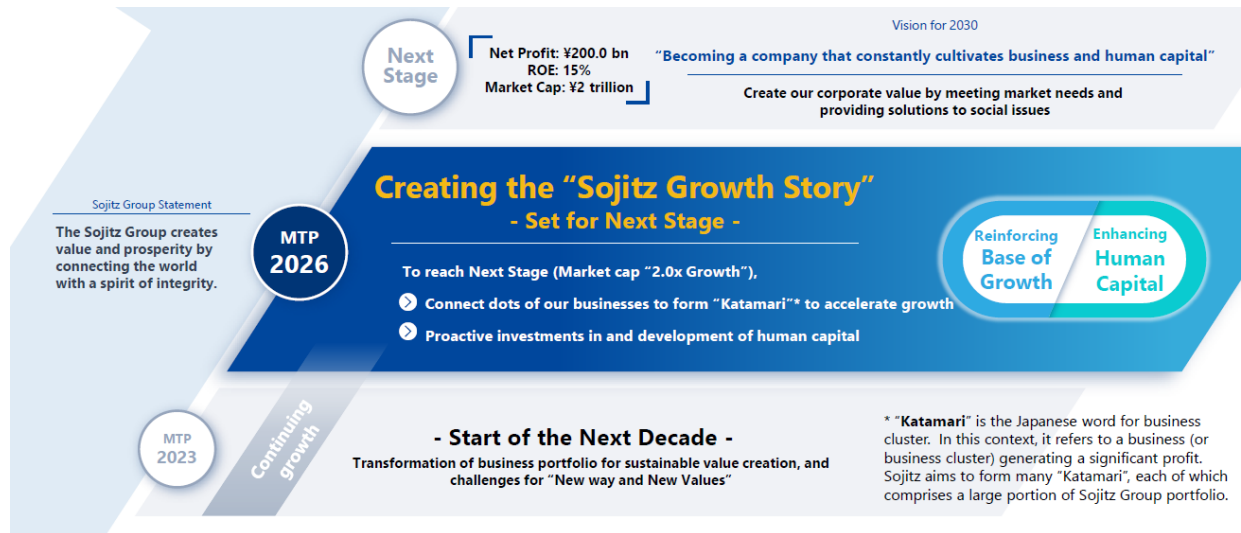 Vision for 2030
Next
Stage
Net Profit: ¥200.0 bn
ROE: 15%
Market Cap: ¥2 trillion
“Becoming a company that constantly cultivates business and human capital”
Create our corporate value by meeting market needs and
providing solutions to social issues
Sojitz Group Statement
The Sojitz Group creates
value and prosperity by
connecting the world
with a spirit of integrity.
MTP
2026
Creating the “Sojitz Growth Story”
- Set for Next Stage -
To reach Next Stage (Market cap “2.0x Growth”),
Connect dots of our businesses to form “Katamari”* to accelerate growth
Proactive investments in and development of human capital
Reinforcing
Base of
Growth
Enhancing
Human
Capital
MTP
2023
Continuing
growth
- Start of the Next Decade -
Transformation of business portfolio for sustainable value creation, and
challenges for “New way and New Values”
* “Katamari” is the Japanese word for business
cluster. In this context, it refers to a business (or
business cluster) generating a significant profit.
Sojitz aims to form many “Katamari”, each of which
comprises a large portion of Sojitz Group portfolio.